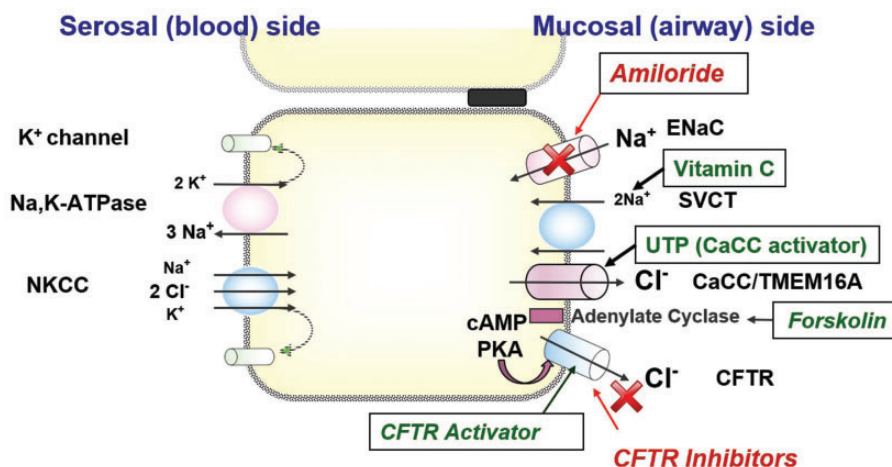 Serosal (blood) side
Mucosal (airway) side
Amiloride
K⁺ channel
Na⁺ ENaC
2 K⁺
Vitamin C
Na,K-ATPase
2Na⁺ SVCT
3 Na⁺
UTP (CaCC activator)
Na⁺
NKCC
2 Cl⁻
Cl⁻ CaCC/TMEM16A
K⁺
cAMP
Adenylate Cyclase
Forskolin
PKA
Cl⁻ CFTR
CFTR Activator
CFTR Inhibitors